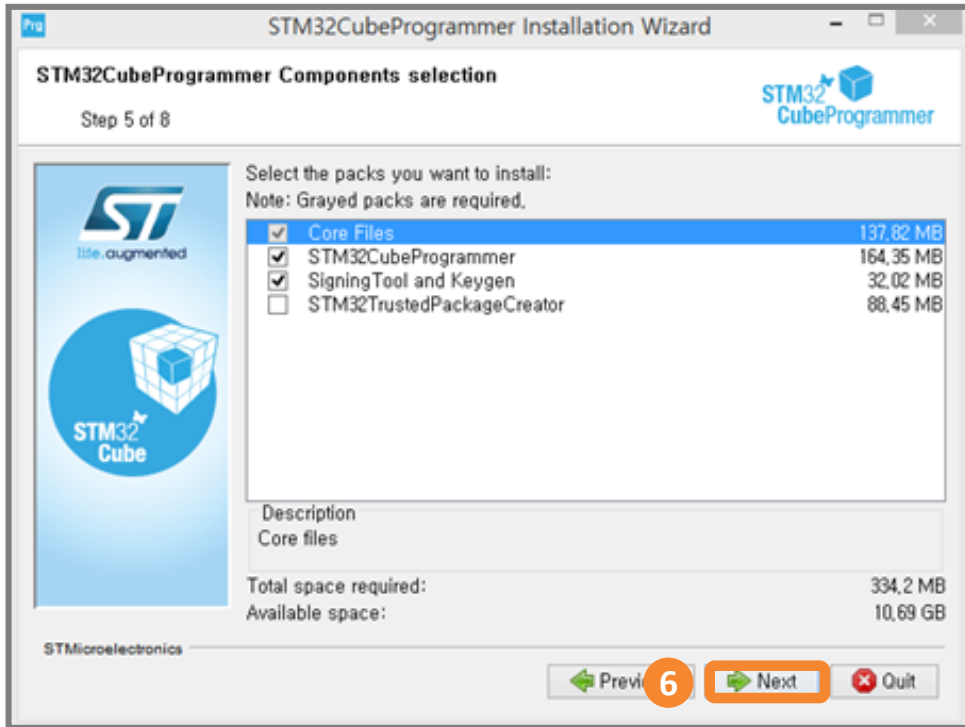 Prg STM32CubeProgrammer Installation Wizard
STM32CubeProgrammer Components selection
Step 5 of 8
STM32
CubeProgrammer
Select the packs you want to install:
Note: Grayed packs are required.
Core Files 137,82 MB
STM32CubeProgrammer 164,35 MB
SigningTool and Keygen 32,02 MB
STM32TrustedPackageCreator 88,45 MB
ST
life.augmented
STM32
Cube
Description
Core files
Total space required: 334,2 MB
Available space: 10,69 GB
STMicroelectronics
6 Next Quit